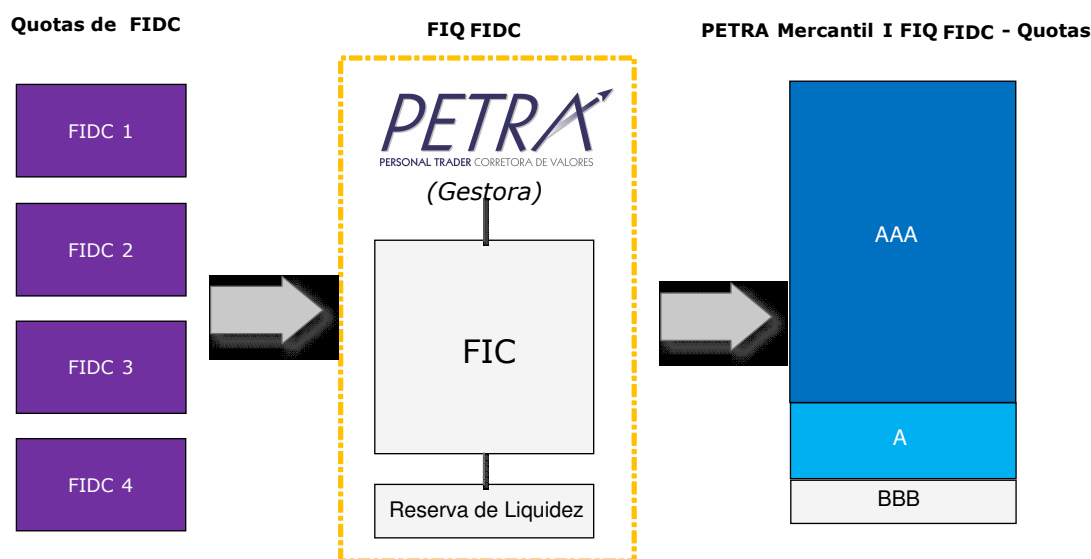 Quotas de FIDC
FIQ FIDC
PETRA Mercantil I FIQ FIDC - Quotas
FIDC 1
FIDC 2
FIDC 3
FIDC 4
PETRA
PERSONAL TRADER CORRETORA DE VALORES
(Gestora)
FIC
Reserva de Liquidez
AAA
A
BBB